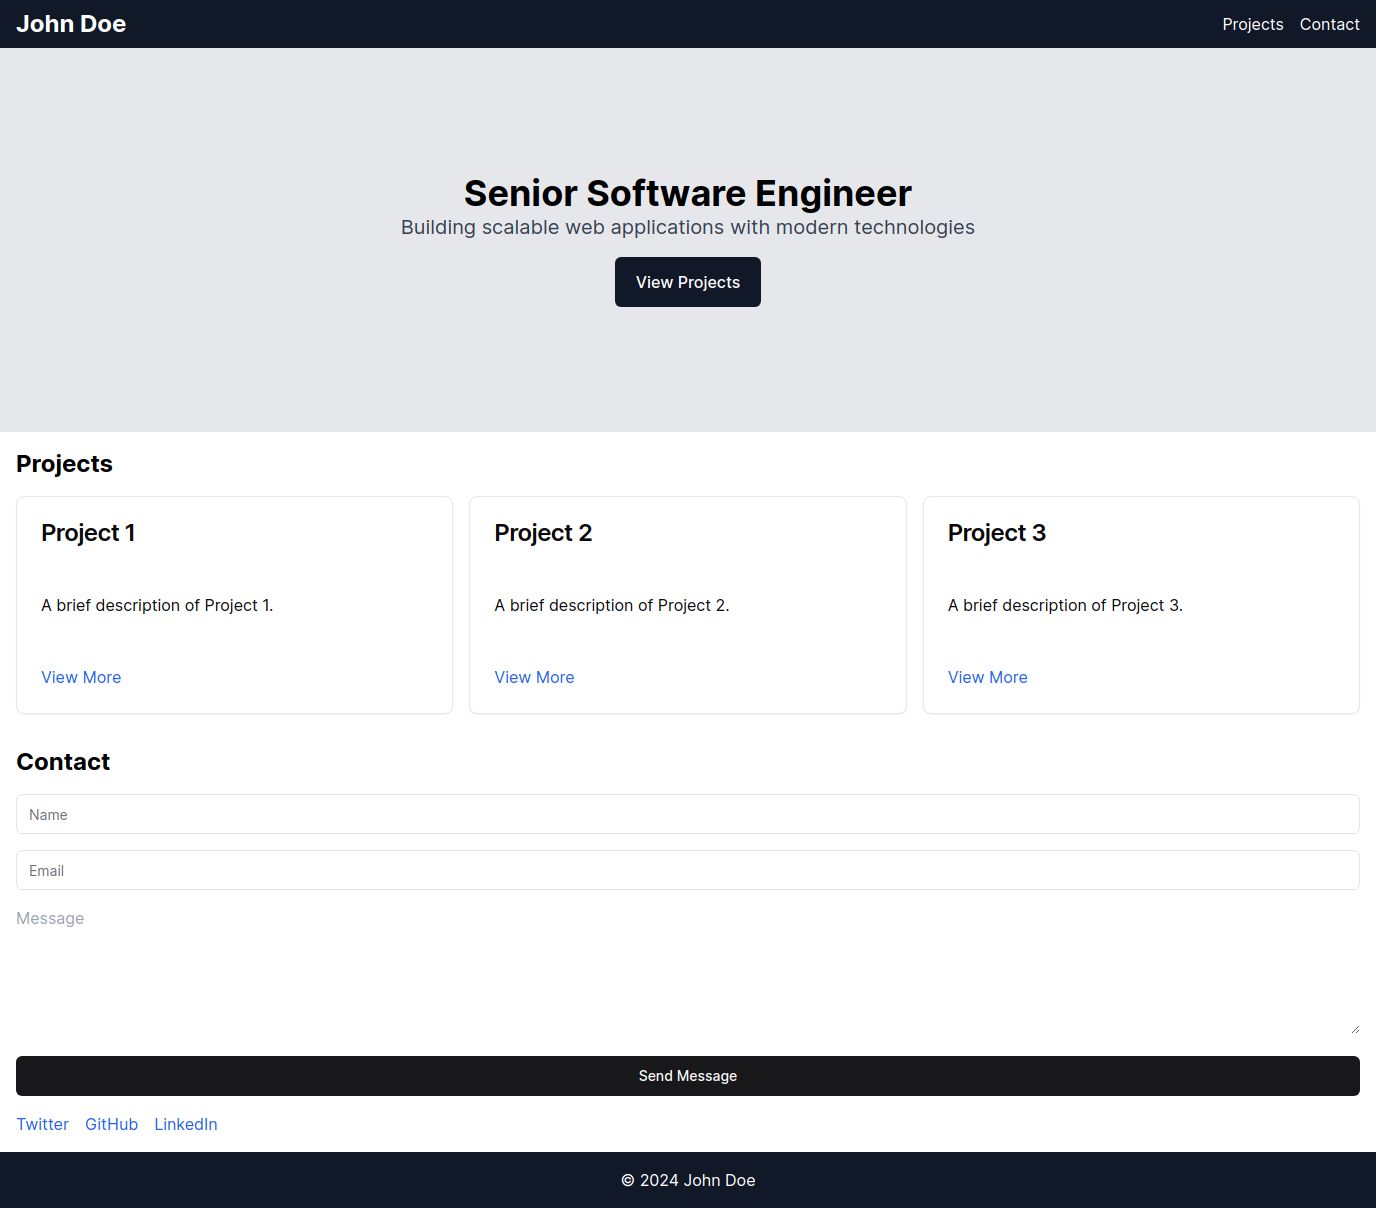 John Doe
Projects Contact
Senior Software Engineer
Building scalable web applications with modern technologies
View Projects
Projects
Project 1
A brief description of Project 1.
View More
Project 2
A brief description of Project 2.
View More
Project 3
A brief description of Project 3.
View More
Contact
Name
Email
Message
Send Message
Twitter GitHub LinkedIn
© 2024 John Doe